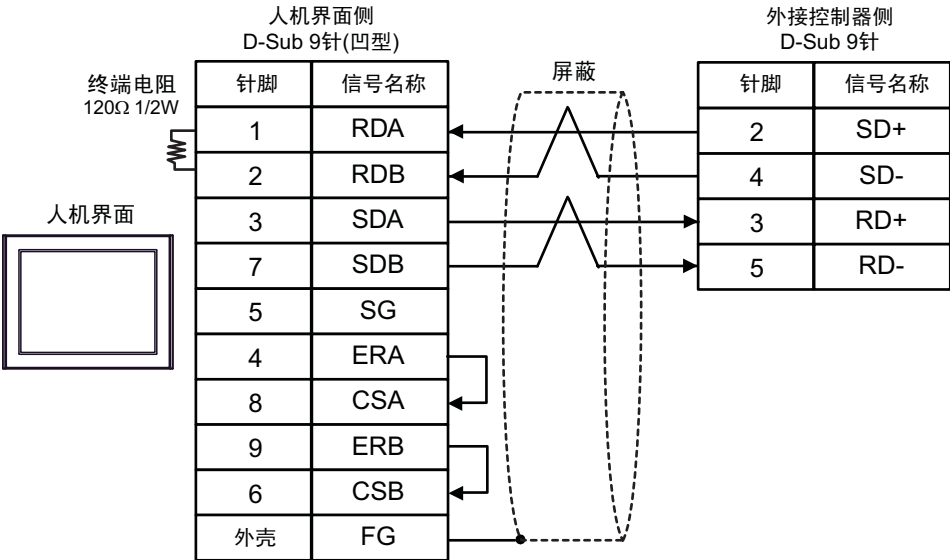 人机界面侧
D-Sub 9针(凹型)
外接控制器侧
D-Sub 9针
终端电阻
120Ω 1/2W
屏蔽
人机界面
针脚 信号名称
1 RDA
2 RDB
3 SDA
7 SDB
5 SG
4 ERA
8 CSA
9 ERB
6 CSB
外壳 FG
针脚 信号名称
2 SD+
4 SD-
3 RD+
5 RD-